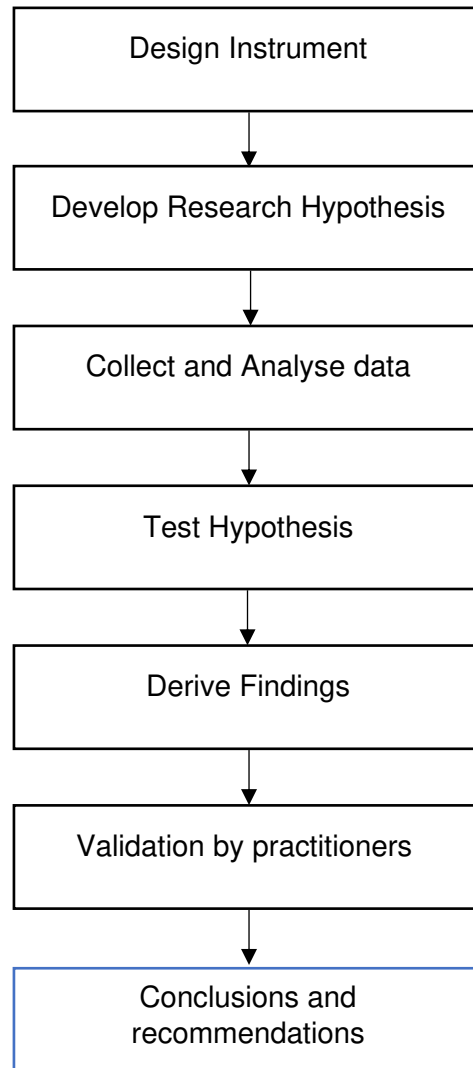 Design Instrument
Develop Research Hypothesis
Collect and Analyse data
Test Hypothesis
Derive Findings
Validation by practitioners
Conclusions and
recommendations